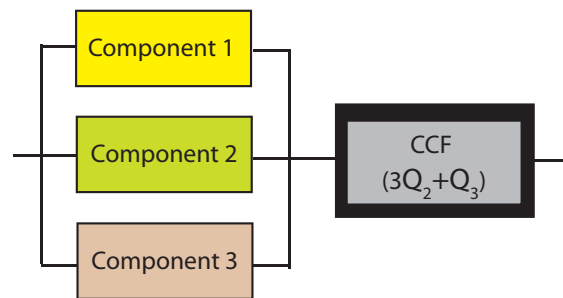 Component 1
Component 2
Component 3
CCF
(3Q₂+Q₃)